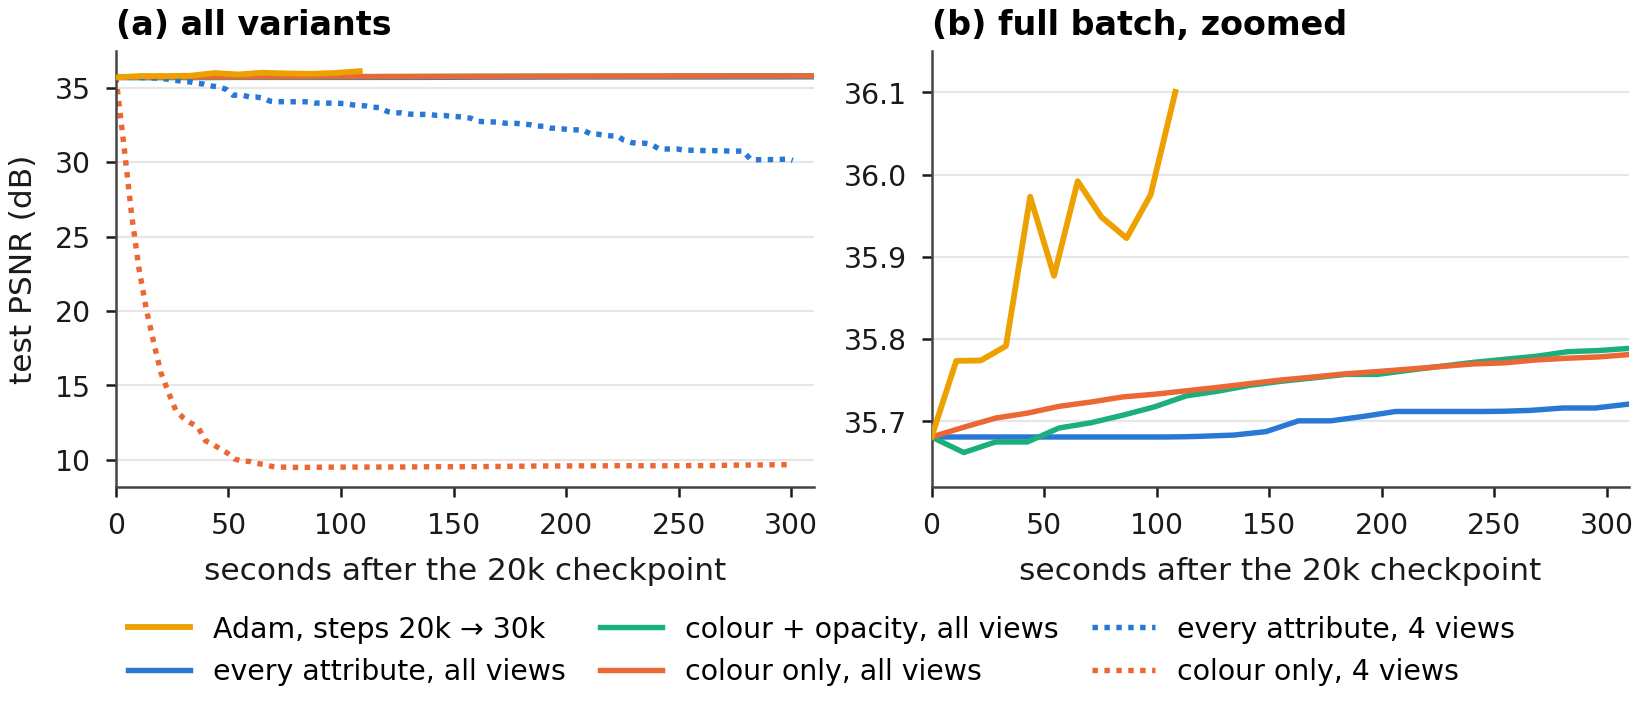 (a) all variants
(b) full batch, zoomed
test PSNR (dB)
35
30
25
20
15
10
0 50 100 150 200 250 300
seconds after the 20k checkpoint
36.1
36.0
35.9
35.8
35.7
0 50 100 150 200 250 300
seconds after the 20k checkpoint
Adam, steps 20k → 30k
every attribute, all views
colour + opacity, all views
colour only, all views
every attribute, 4 views
colour only, 4 views